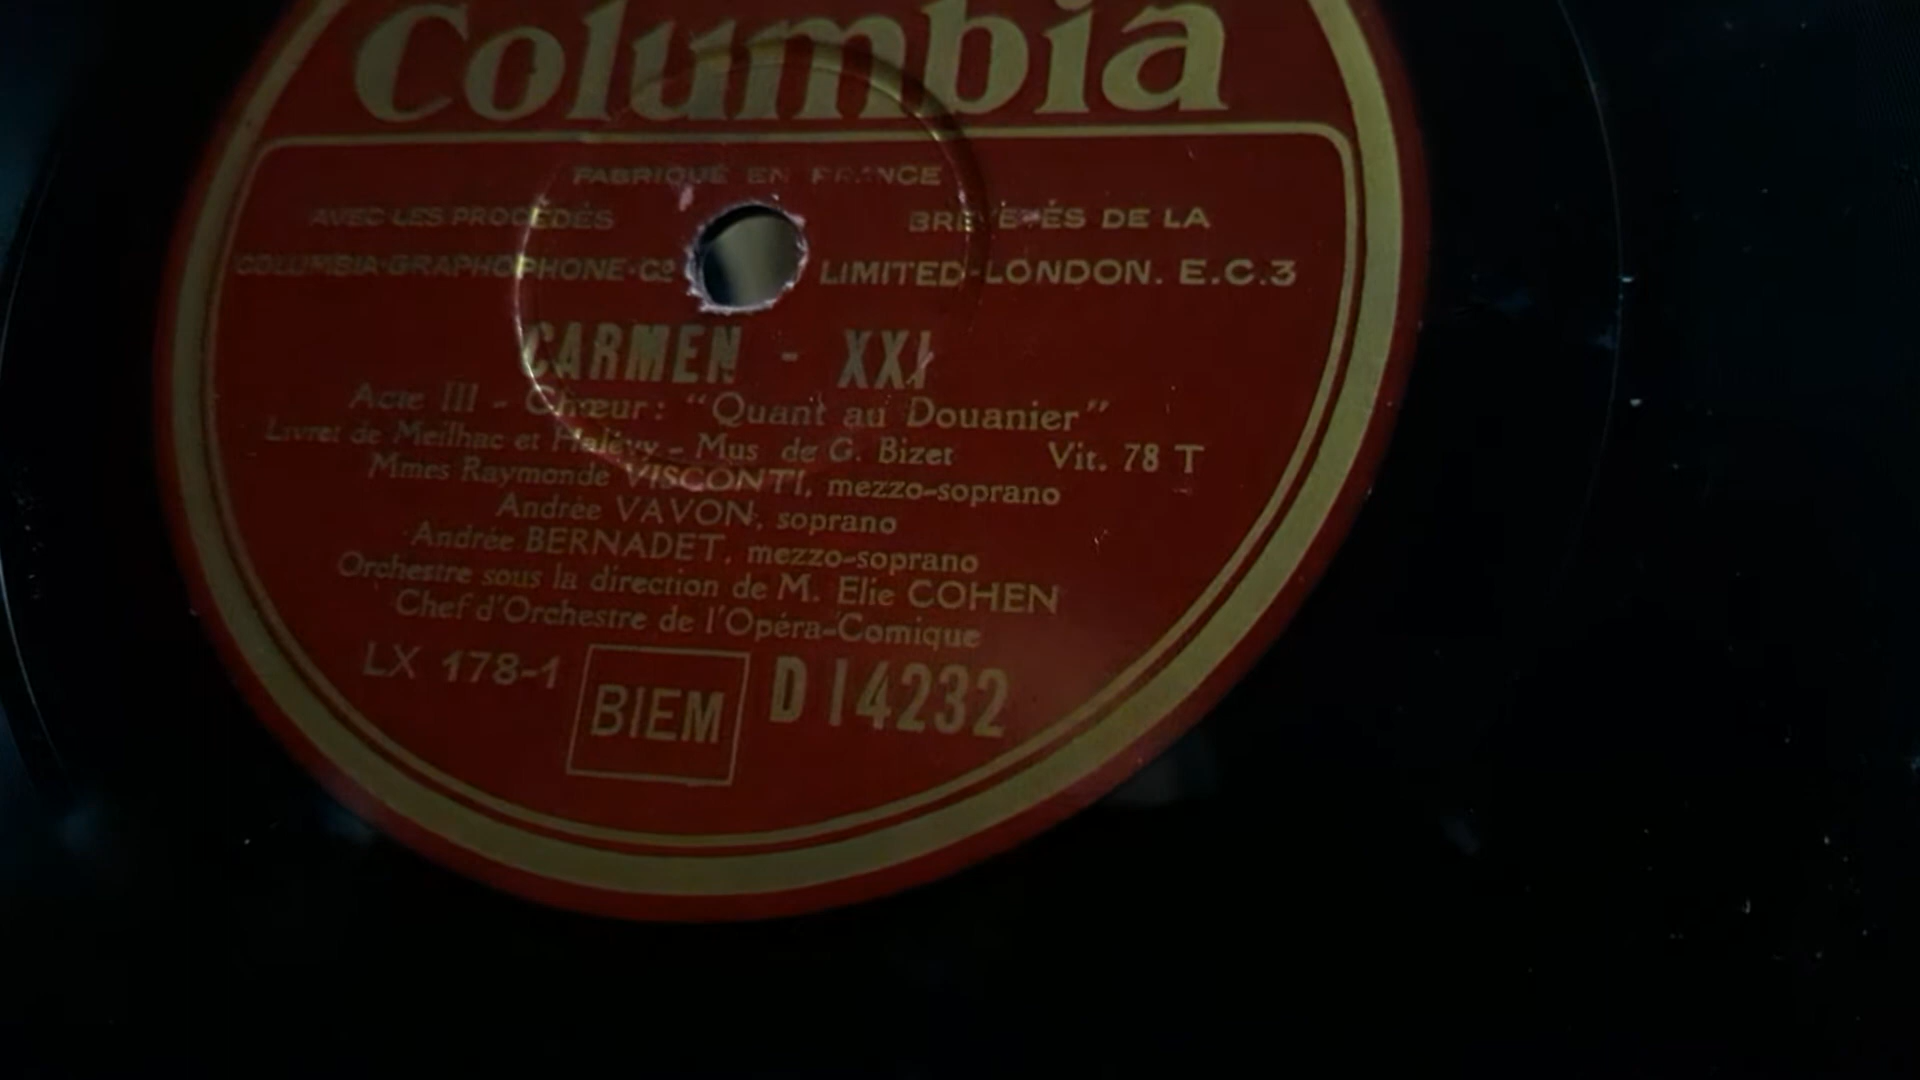 Columbia
FABRIQUÉ EN FRANCE
AVEC LES PROCÉDÉS BREVETÉS DE LA
COLUMBIA·GRAPHOPHONE·Cº LIMITED-LONDON. E.C.3
CARMEN - XXI
Acte III - Chœur: "Quant au Douanier"
Livret de Meilhac et Halévy - Mus de G. Bizet Vit. 78 T
Mmes Raymonde VISCONTI, mezzo-soprano
Andrée VAVON, soprano
Andrée BERNADET, mezzo-soprano
Orchestre sous la direction de M. Elie COHEN
Chef d'Orchestre de l'Opéra-Comique
LX 178-1 BIEM D 14232